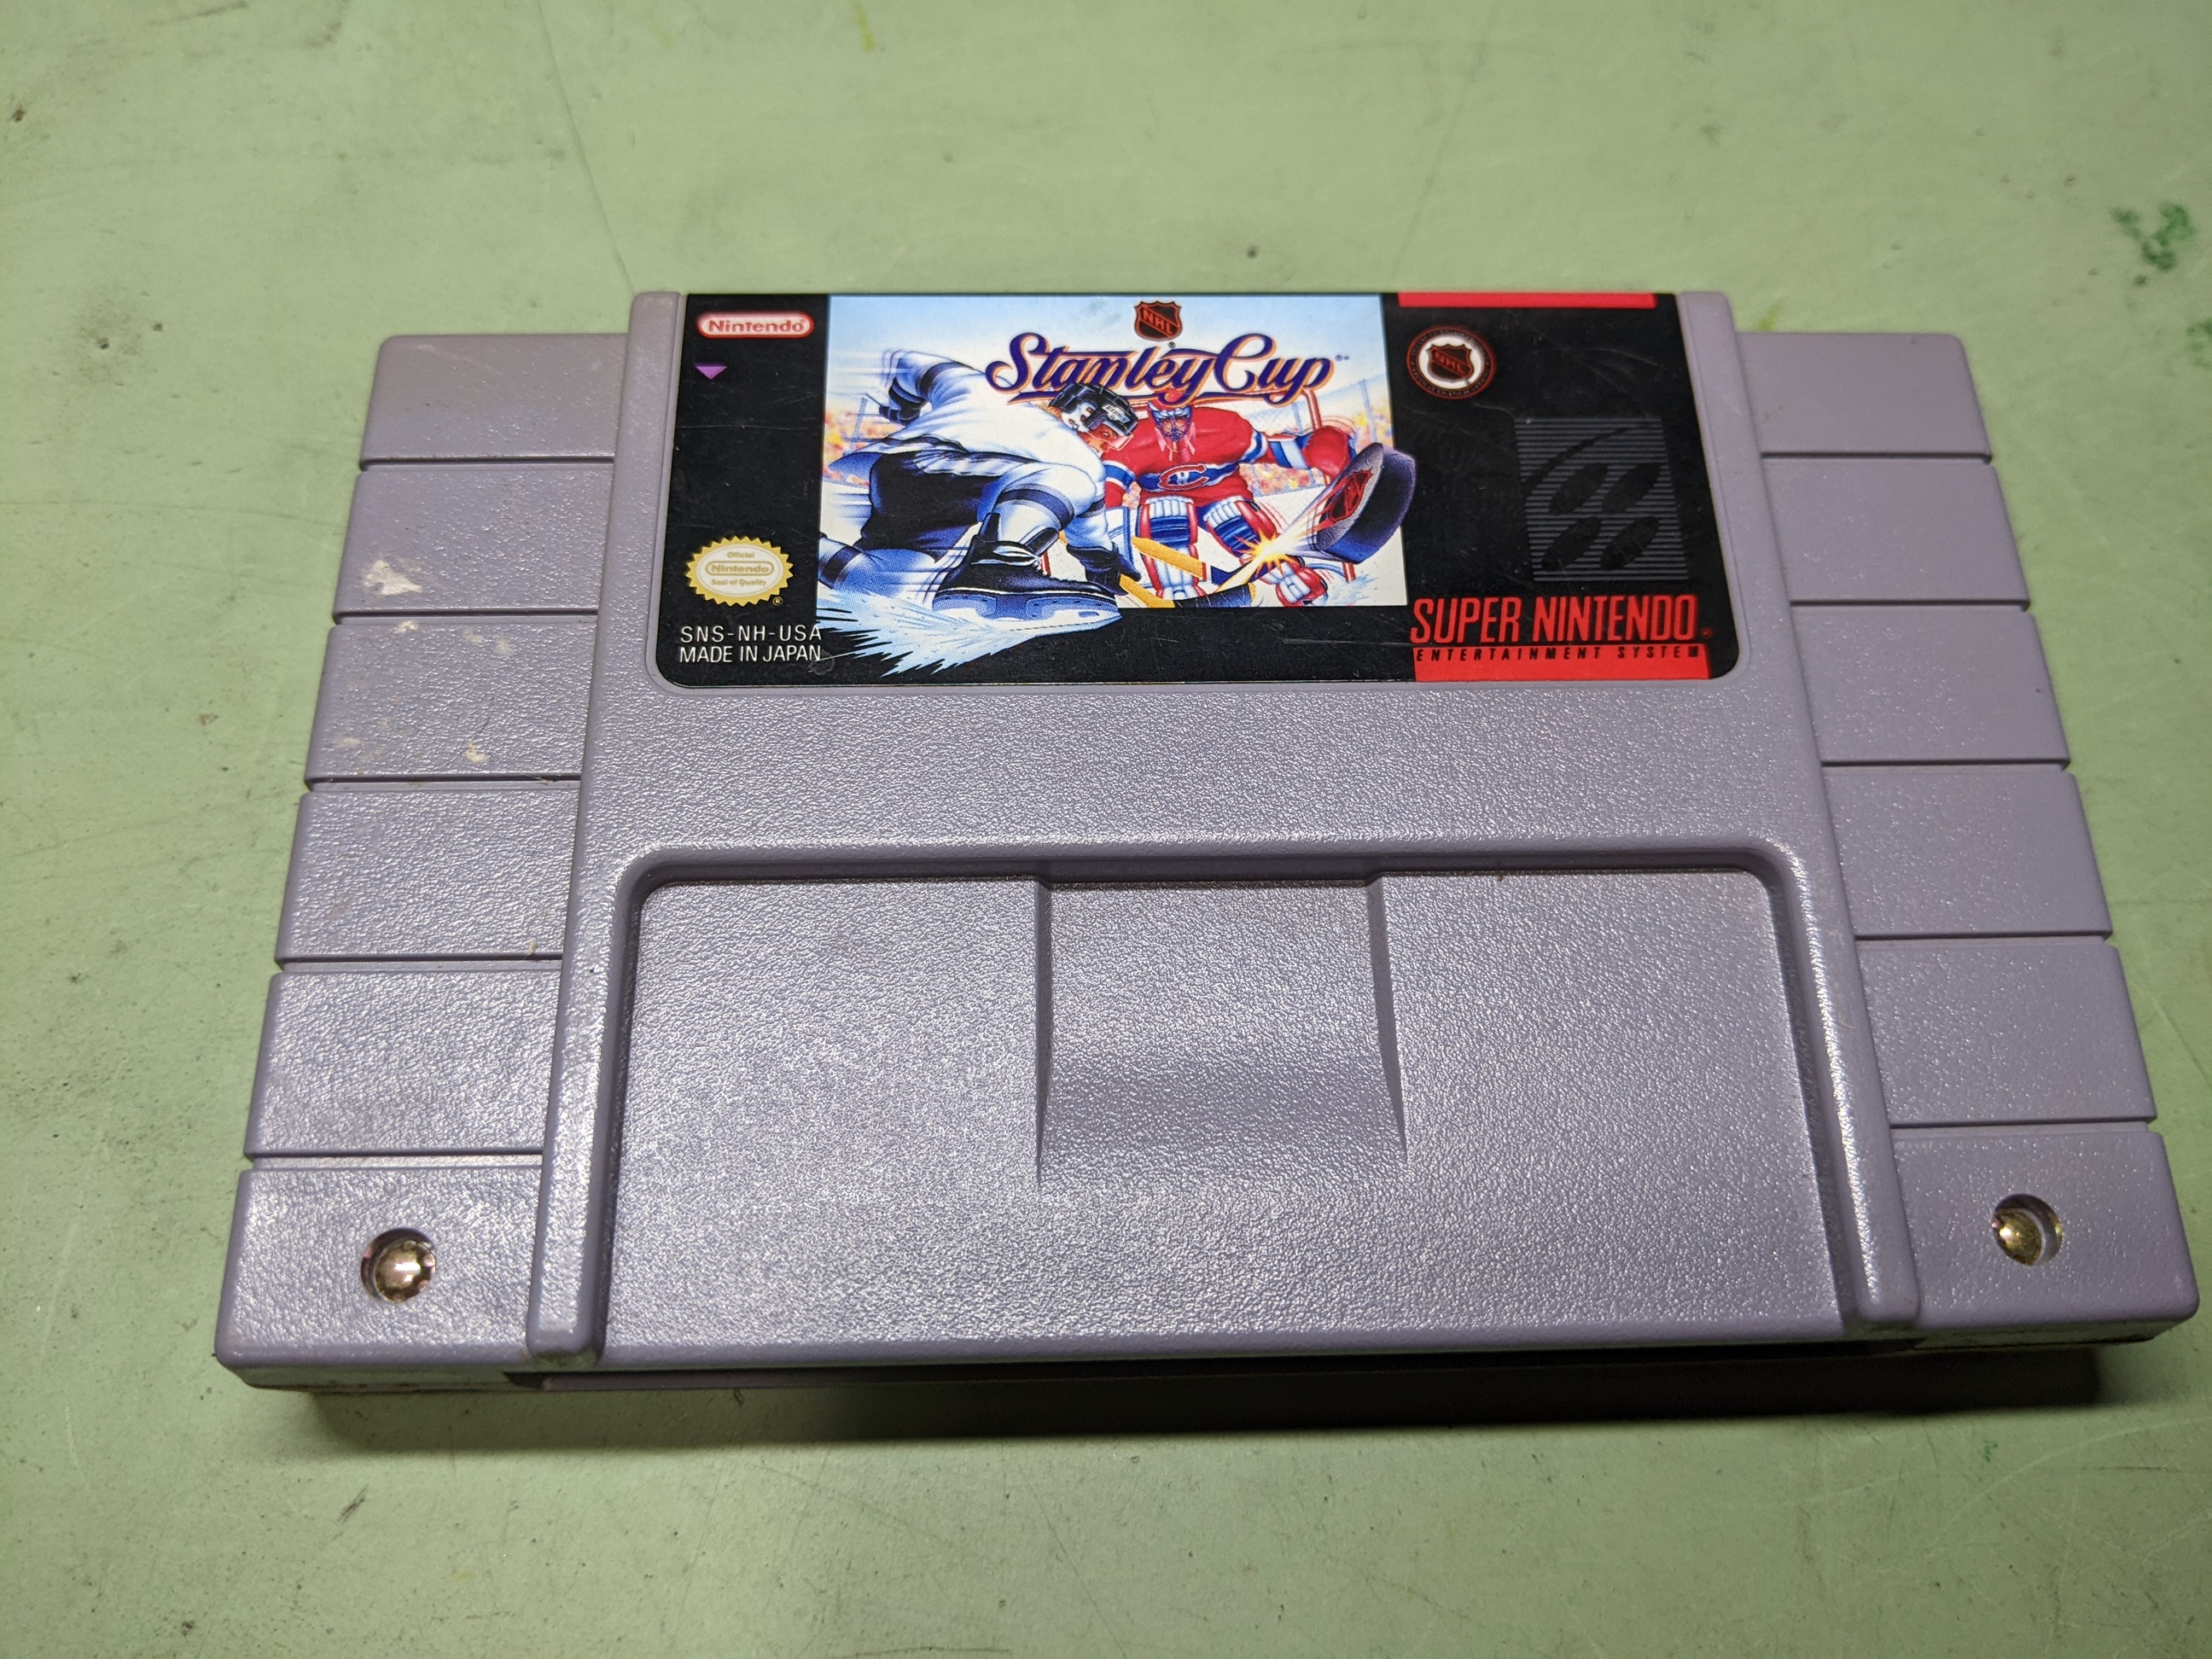 Nintendo
NHL
Stanley Cup
NHL
NHL
Official
Nintendo
Seal of Quality
SNS-NH-USA
MADE IN JAPAN
SUPER NINTENDO
ENTERTAINMENT SYSTEM